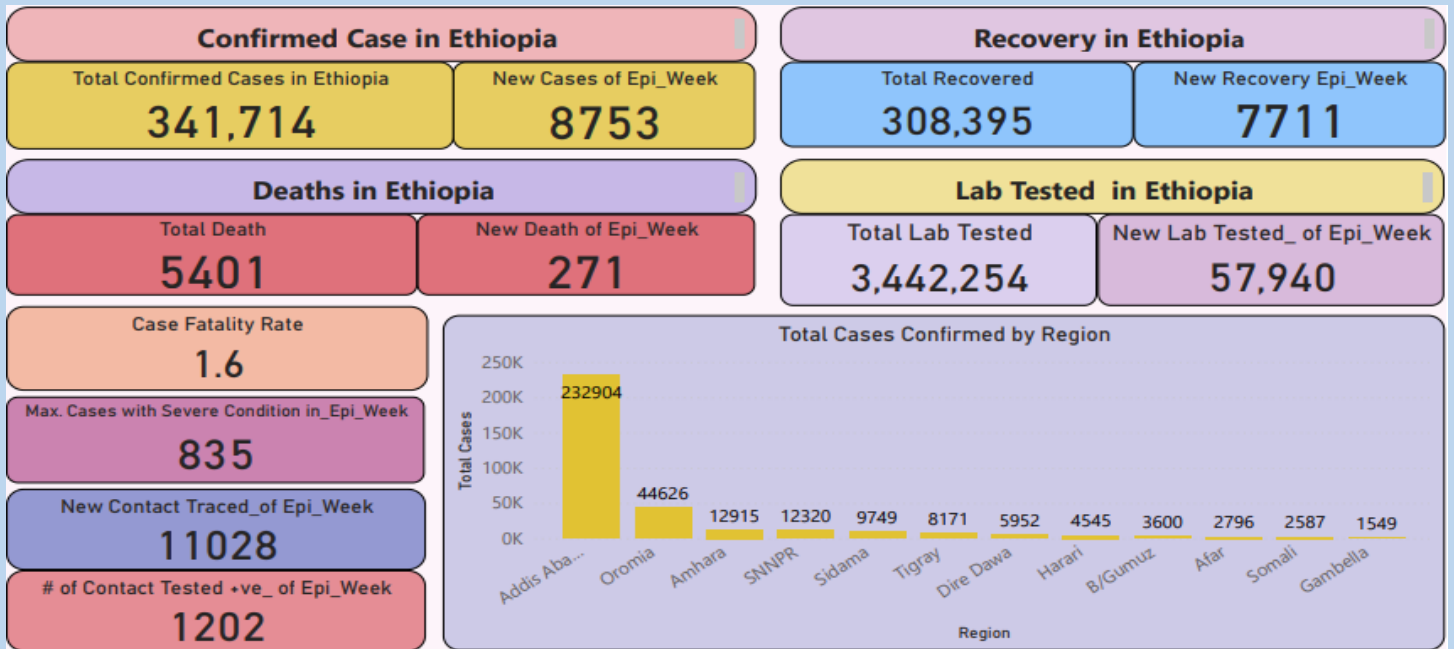 Confirmed Case in Ethiopia
Total Confirmed Cases in Ethiopia
341,714
New Cases of Epi_Week
8753
Recovery in Ethiopia
Total Recovered
308,395
New Recovery Epi_Week
7711
Deaths in Ethiopia
Total Death
5401
New Death of Epi_Week
271
Lab Tested in Ethiopia
Total Lab Tested
3,442,254
New Lab Tested_ of Epi_Week
57,940
Case Fatality Rate
1.6
Max. Cases with Severe Condition in_Epi_Week
835
New Contact Traced_of Epi_Week
11028
# of Contact Tested +ve_ of Epi_Week
1202
Total Cases Confirmed by Region
Total Cases
250K
200K
150K
100K
50K
0K
232904
44626
12915
12320
9749
8171
5952
4545
3600
2796
2587
1549
Addis Aba...
Oromia
Amhara
SNNPR
Sidama
Tigray
Dire Dawa
Harari
B/Gumuz
Afar
Somali
Gambella
Region